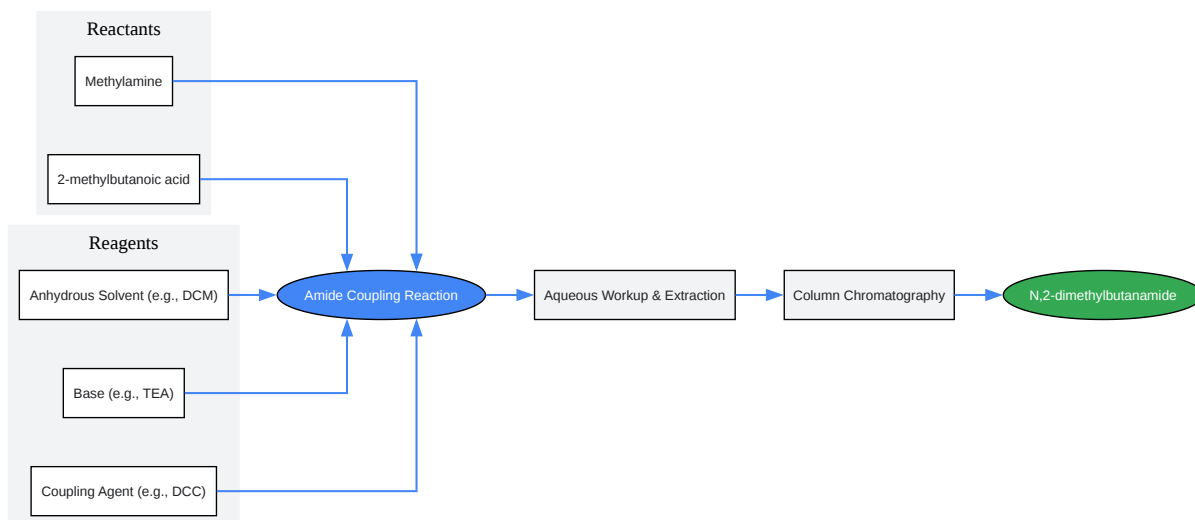 Reactants
Methylamine
2-methylbutanoic acid
Reagents
Anhydrous Solvent (e.g., DCM)
Amide Coupling Reaction
Aqueous Workup & Extraction
Column Chromatography
N,2-dimethylbutanamide
Base (e.g., TEA)
Coupling Agent (e.g., DCC)